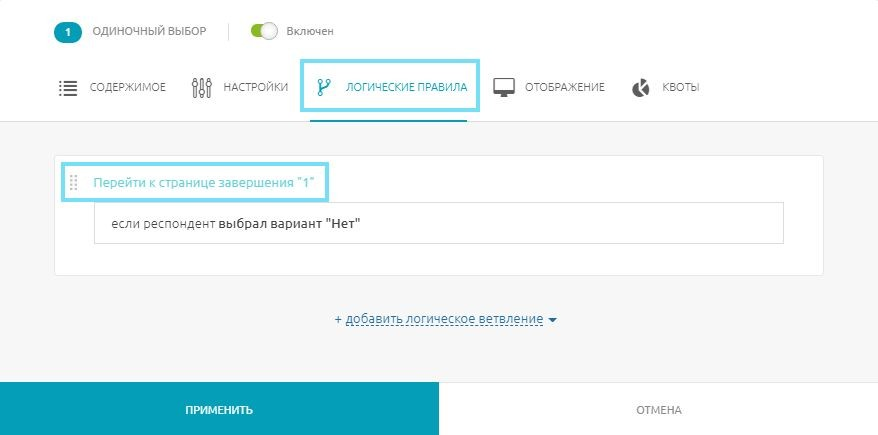 1 ОДИНОЧНЫЙ ВЫБОР Включен
СОДЕРЖИМОЕ НАСТРОЙКИ ЛОГИЧЕСКИЕ ПРАВИЛА ОТОБРАЖЕНИЕ КВОТЫ
Перейти к странице завершения "1"
если респондент выбрал вариант "Нет"
+ добавить логическое ветвление
ПРИМЕНИТЬ ОТМЕНА